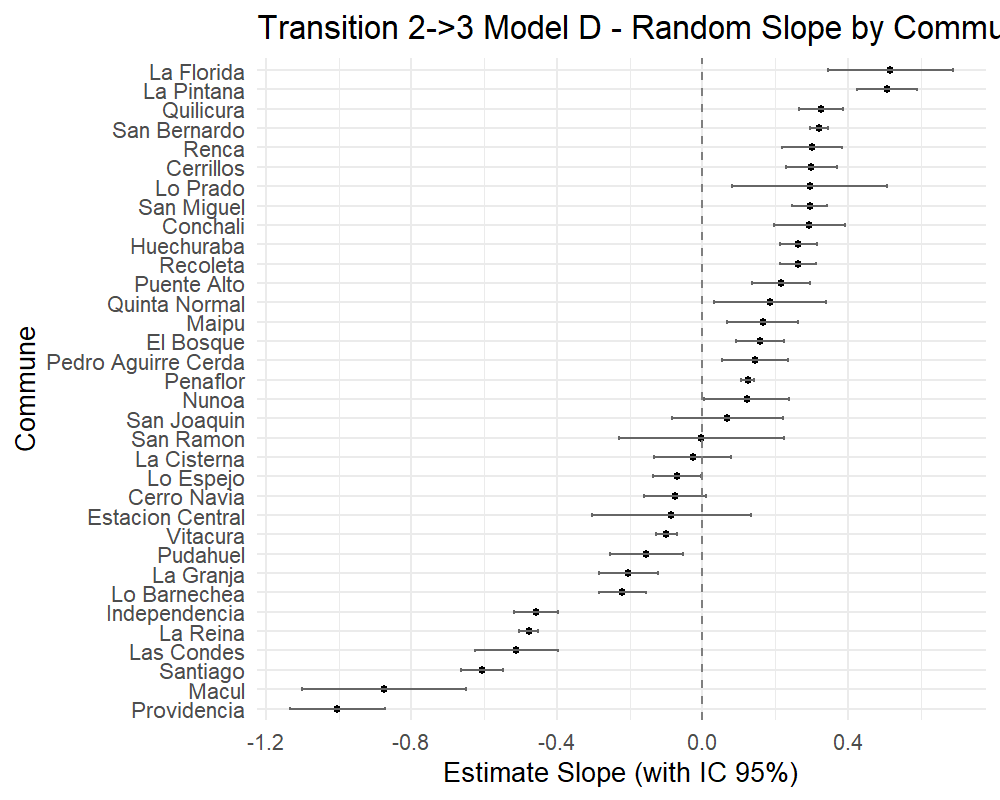 Transition 2->3 Model D - Random Slope by Commu
Commune
La Florida
La Pintana
Quilicura
San Bernardo
Renca
Cerrillos
Lo Prado
San Miguel
Conchali
Huechuraba
Recoleta
Puente Alto
Quinta Normal
Maipu
El Bosque
Pedro Aguirre Cerda
Penaflor
Nunoa
San Joaquin
San Ramon
La Cisterna
Lo Espejo
Cerro Navia
Estacion Central
Vitacura
Pudahuel
La Granja
Lo Barnechea
Independencia
La Reina
Las Condes
Santiago
Macul
Providencia
-1.2 -0.8 -0.4 0.0 0.4
Estimate Slope (with IC 95%)